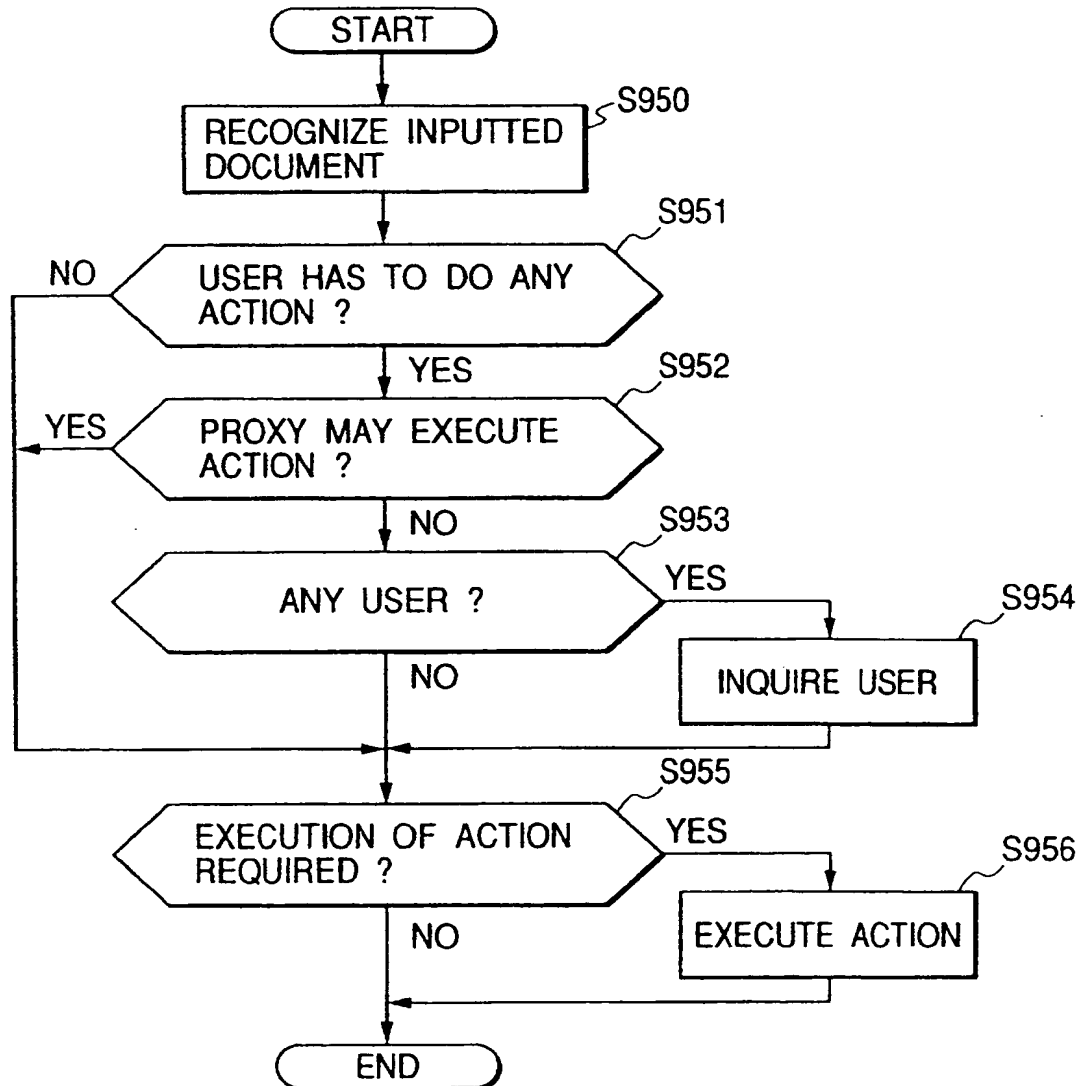 START
S950
RECOGNIZE INPUTTED
DOCUMENT
S951
NO
USER HAS TO DO ANY
ACTION ?
YES
S952
YES
PROXY MAY EXECUTE
ACTION ?
NO
S953
ANY USER ?
YES
S954
NO
INQUIRE USER
S955
EXECUTION OF ACTION
REQUIRED ?
YES
S956
NO
EXECUTE ACTION
END